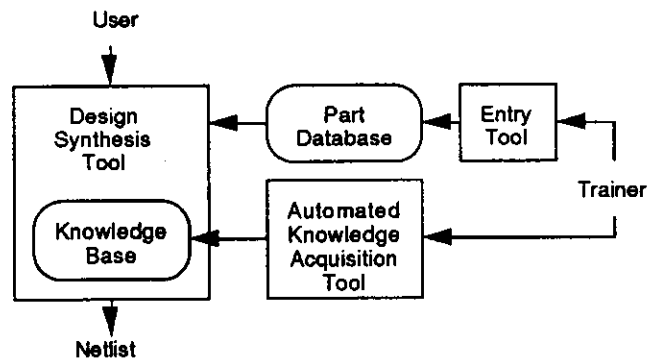 User
Design
Synthesis
Tool
Part
Database
Entry
Tool
Trainer
Knowledge
Base
Automated
Knowledge
Acquisition
Tool
Netlist